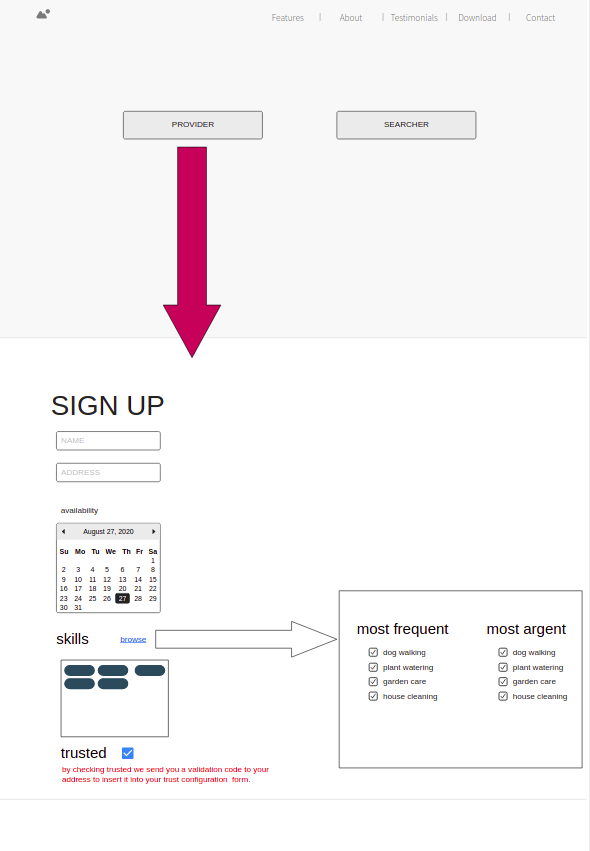 Features | About | Testimonials | Download | Contact
PROVIDER SEARCHER
SIGN UP
NAME
ADDRESS
availability
August 27, 2020
Su Mo Tu We Th Fr Sa
1
2 3 4 5 6 7 8
9 10 11 12 13 14 15
16 17 18 19 20 21 22
23 24 25 26 27 28 29
30 31
skills browse
most frequent
dog walking
plant watering
garden care
house cleaning
most argent
dog walking
plant watering
garden care
house cleaning
trusted
by checking trusted we send you a validation code to your
address to insert it into your trust configuration form.